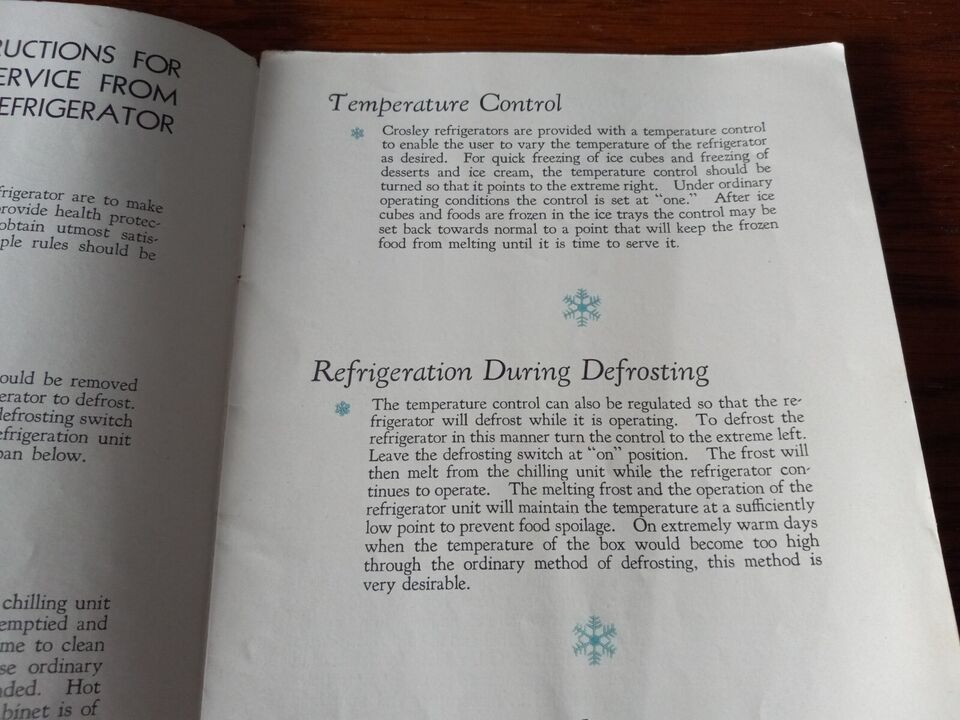 RUCTIONS FOR
ERVICE FROM
EFRIGERATOR
frigerator are to make
rovide health protec-
obtain utmost satis-
ple rules should be
ould be removed
erator to defrost.
defrosting switch
efrigeration unit
pan below.
chilling unit
emptied and
me to clean
se ordinary
nded. Hot
binet is of
Temperature Control
Crosley refrigerators are provided with a temperature control
to enable the user to vary the temperature of the refrigerator
as desired. For quick freezing of ice cubes and freezing of
desserts and ice cream, the temperature control should be
turned so that it points to the extreme right. Under ordinary
operating conditions the control is set at "one." After ice
cubes and foods are frozen in the ice trays the control may be
set back towards normal to a point that will keep the frozen
food from melting until it is time to serve it.
Refrigeration During Defrosting
The temperature control can also be regulated so that the re-
frigerator will defrost while it is operating. To defrost the
refrigerator in this manner turn the control to the extreme left.
Leave the defrosting switch at "on" position. The frost will
then melt from the chilling unit while the refrigerator con-
tinues to operate. The melting frost and the operation of the
refrigerator unit will maintain the temperature at a sufficiently
low point to prevent food spoilage. On extremely warm days
when the temperature of the box would become too high
through the ordinary method of defrosting, this method is
very desirable.